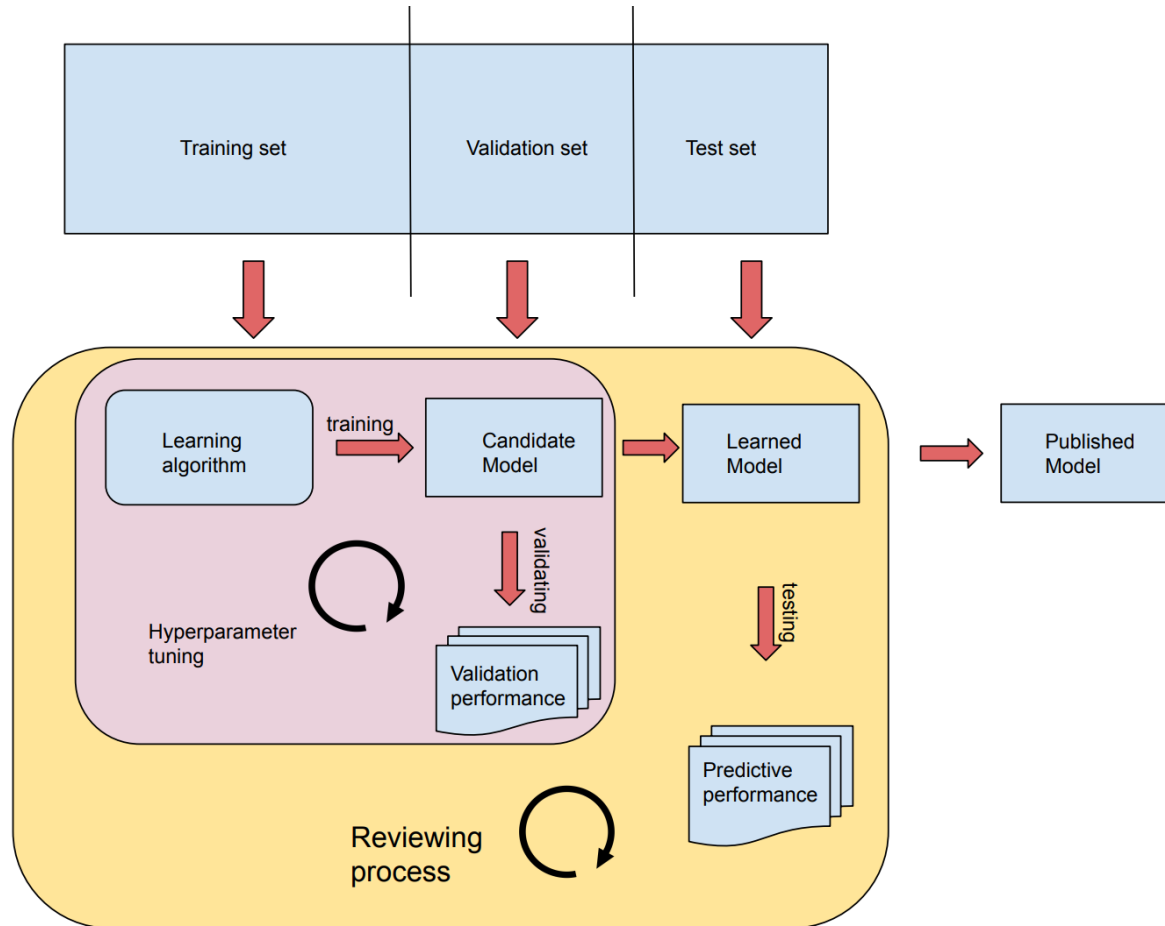 Training set
Validation set
Test set
Learning
algorithm
training
Candidate
Model
Learned
Model
Published
Model
validating
testing
Hyperparameter
tuning
Validation
performance
Predictive
performance
Reviewing
process